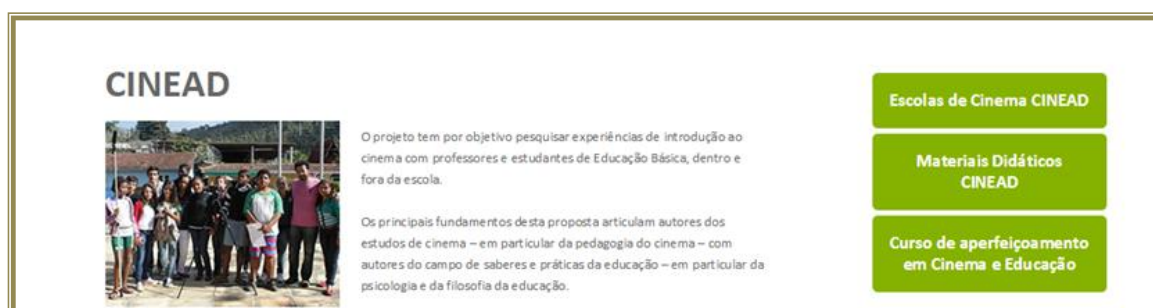 CINEAD
O projeto tem por objetivo pesquisar experiências de introdução ao
cinema com professores e estudantes de Educação Básica, dentro e
fora da escola.
Os principais fundamentos desta proposta articulam autores dos
estudos de cinema – em particular da pedagogia do cinema – com
autores do campo de saberes e práticas da educação – em particular da
psicologia e da filosofia da educação.
Escolas de Cinema CINEAD
Materiais Didáticos
CINEAD
Curso de aperfeiçoamento
em Cinema e Educação